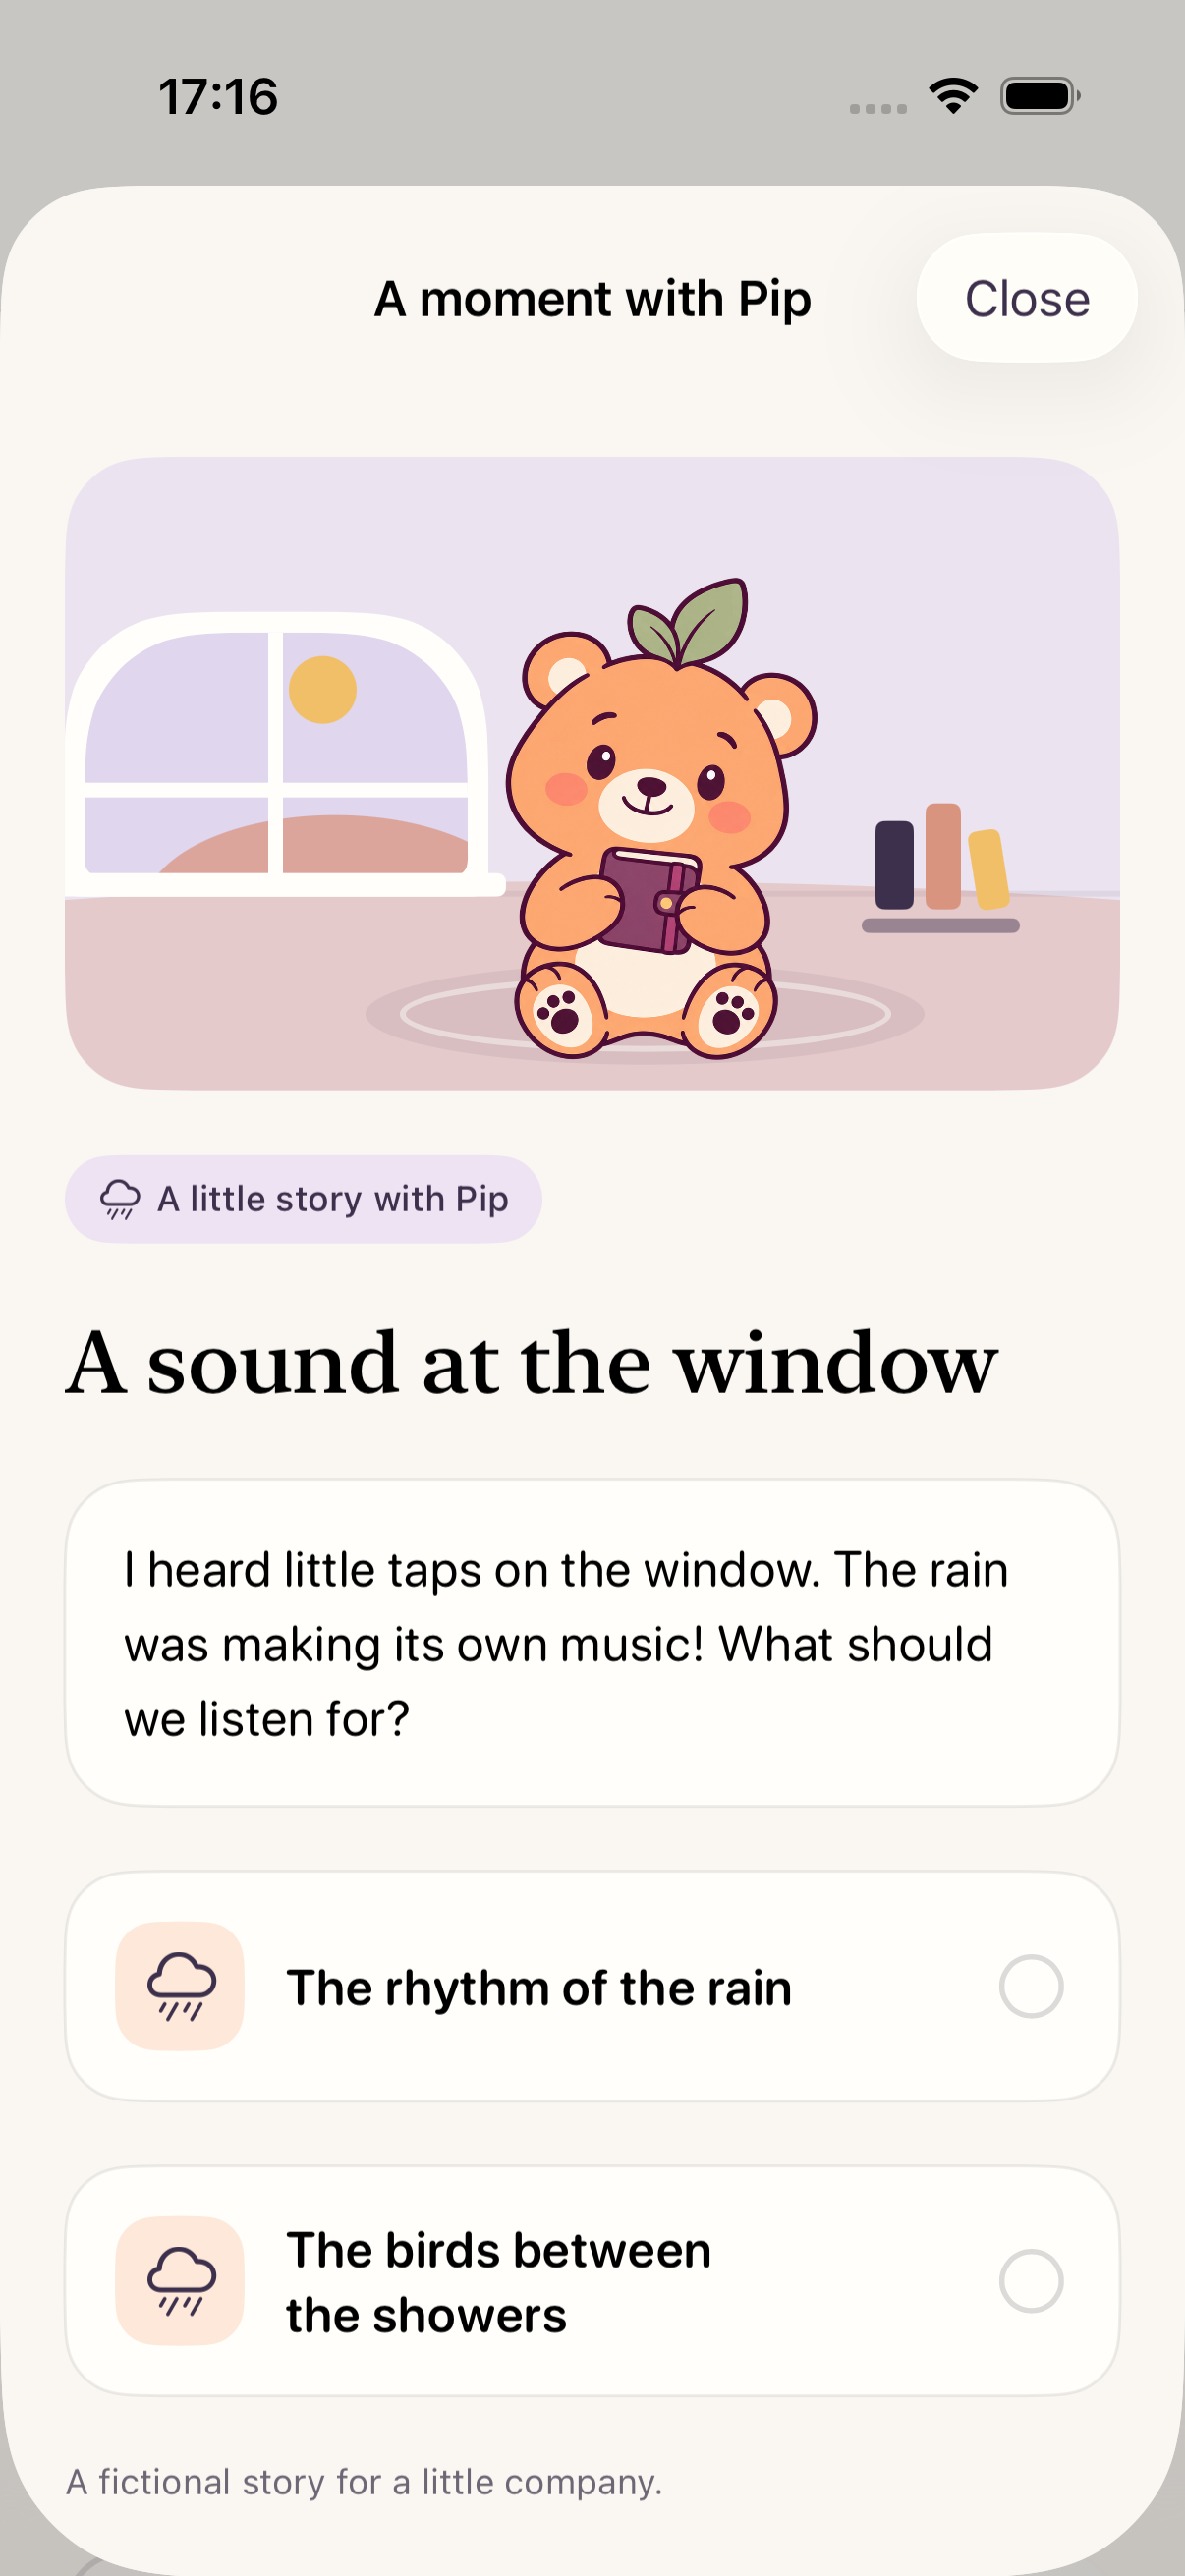 17:16
A moment with Pip
Close
A little story with Pip
A sound at the window
I heard little taps on the window. The rain
was making its own music! What should
we listen for?
The rhythm of the rain
The birds between
the showers
A fictional story for a little company.